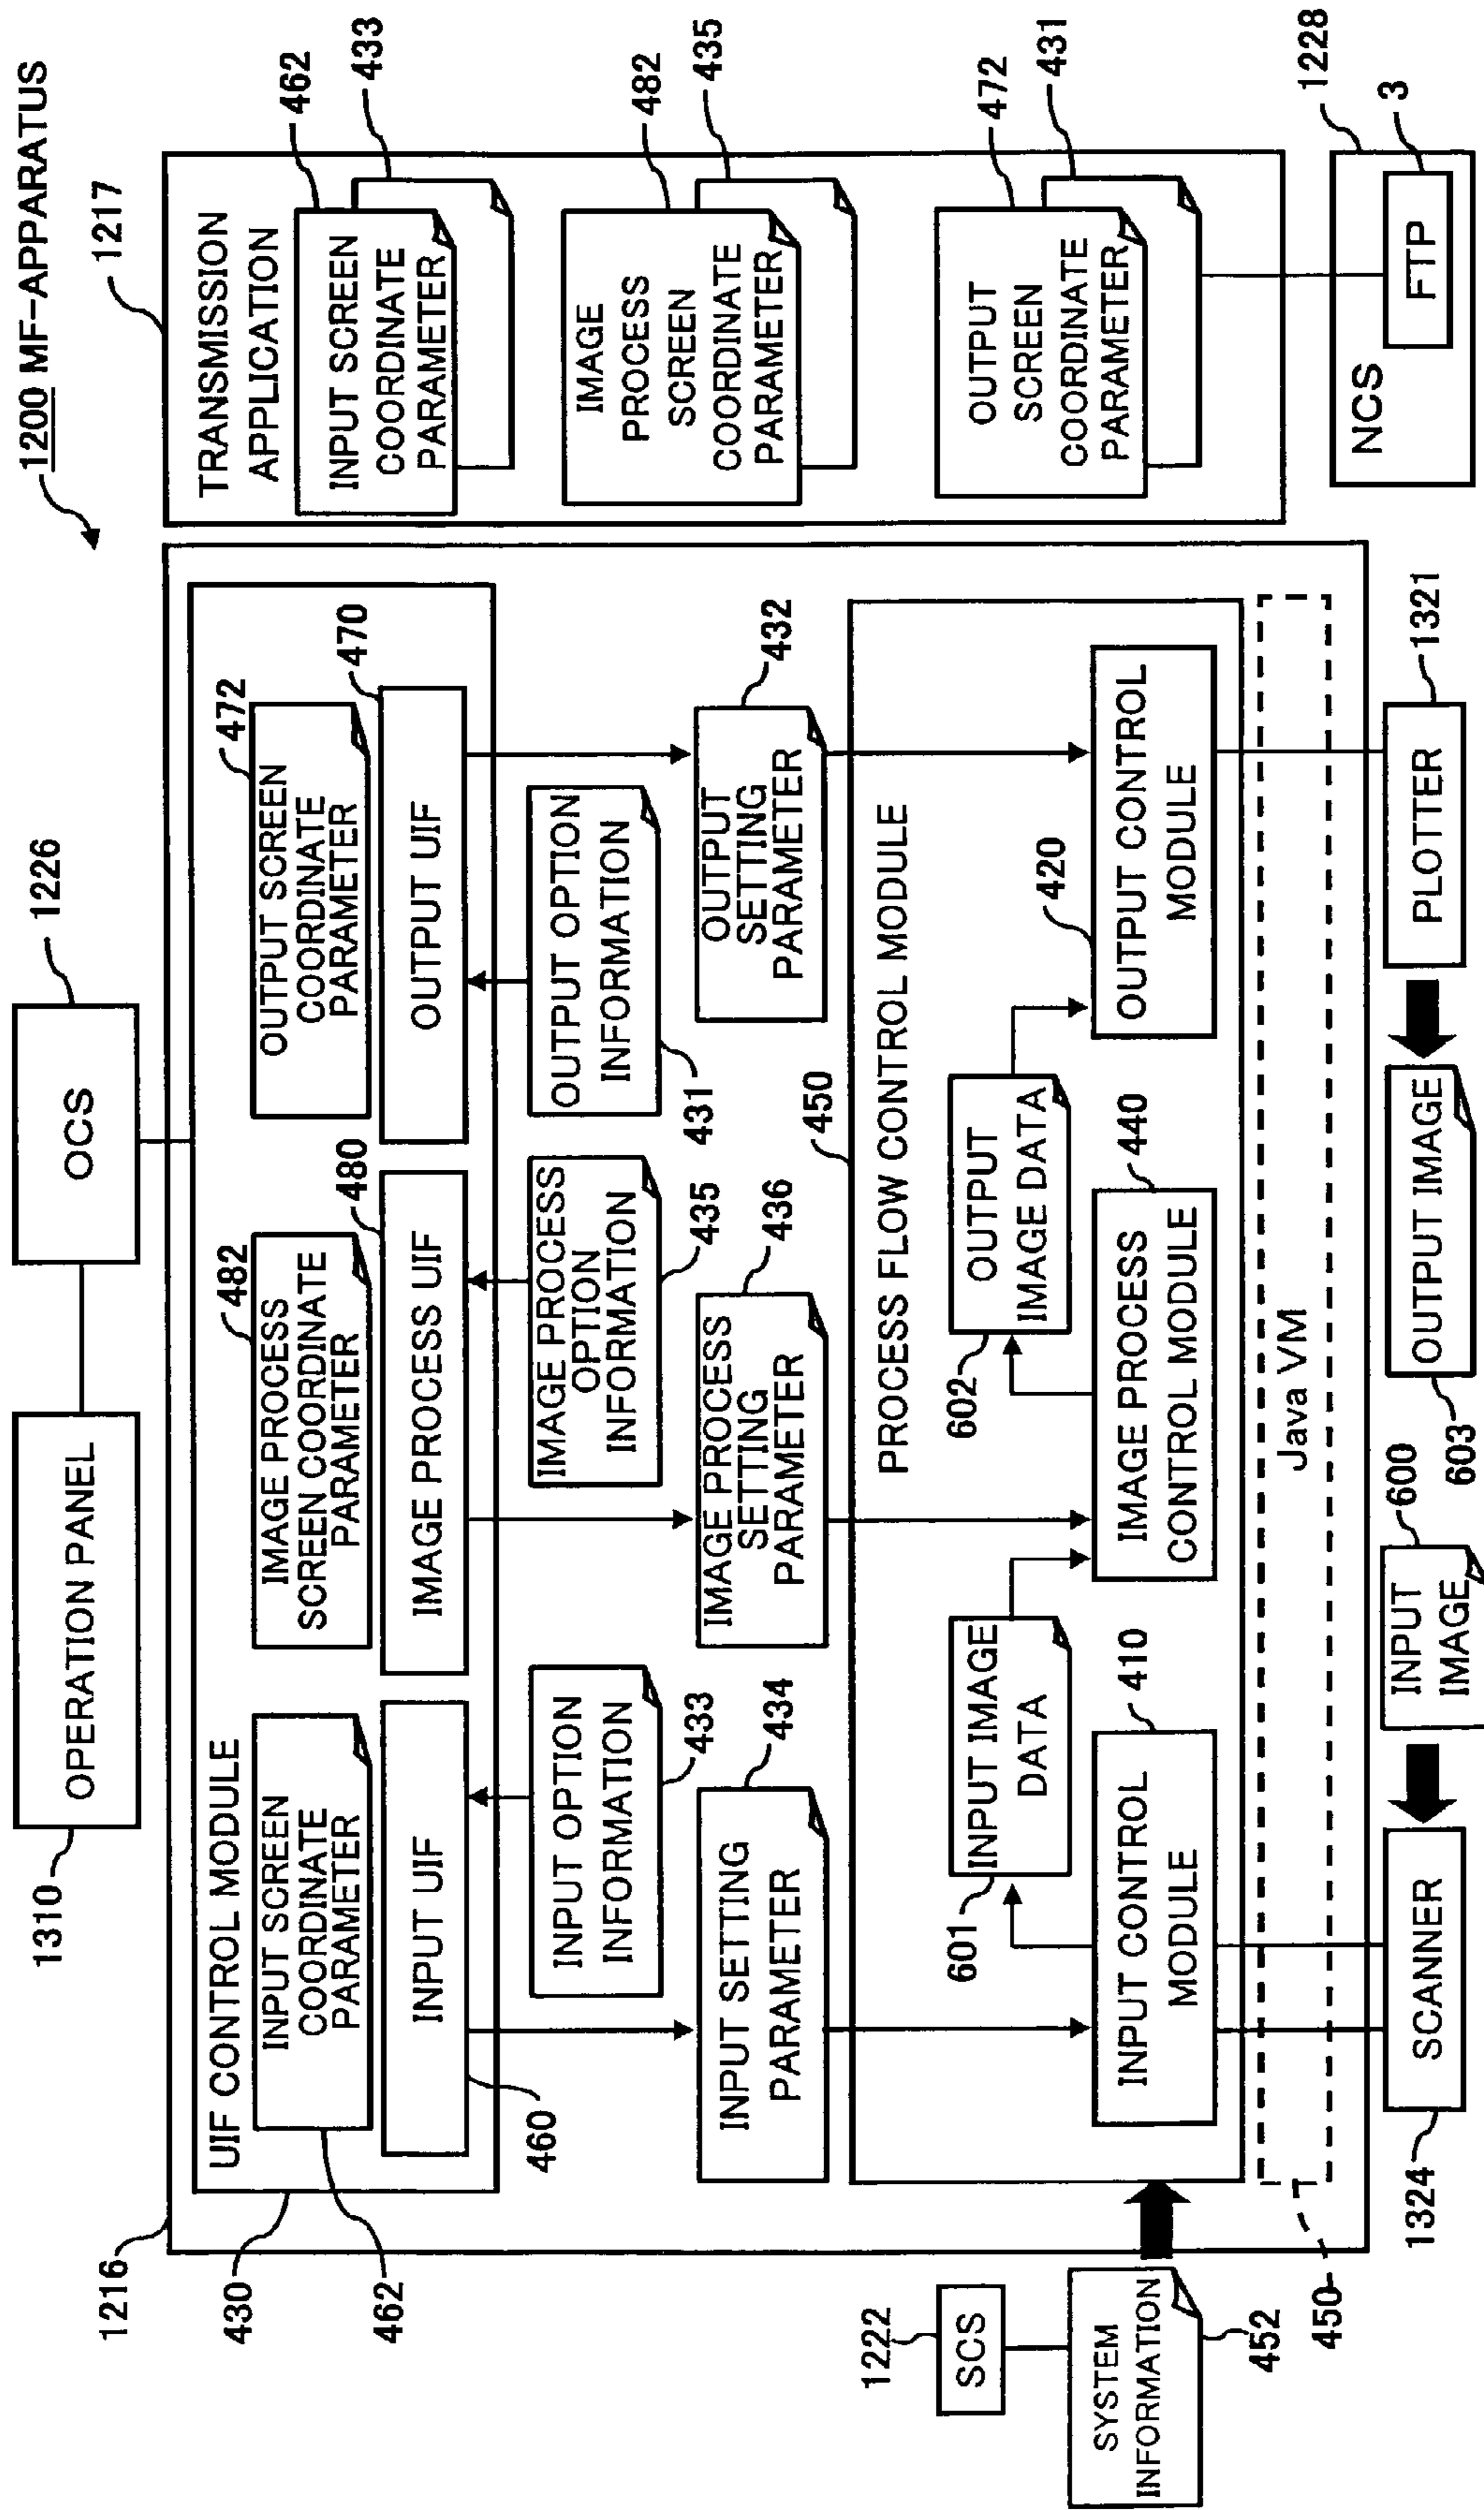 1200 MF-APPARATUS
1310
OPERATION PANEL
OCS
1226
1217
1216
430
462
UIF CONTROL MODULE
INPUT SCREEN
COORDINATE
PARAMETER
INPUT UIF
460
482
IMAGE PROCESS
SCREEN COORDINATE
PARAMETER
480
IMAGE PROCESS UIF
472
OUTPUT SCREEN
COORDINATE
PARAMETER
470
OUTPUT UIF
INPUT OPTION
INFORMATION
433
IMAGE PROCESS
OPTION
INFORMATION
435
OUTPUT OPTION
INFORMATION
431
INPUT SETTING
PARAMETER
434
IMAGE PROCESS
SETTING
PARAMETER
436
OUTPUT
SETTING
PARAMETER
432
450
PROCESS FLOW CONTROL MODULE
601
INPUT IMAGE
DATA
602
OUTPUT
IMAGE DATA
420
INPUT CONTROL
MODULE
410
IMAGE PROCESS
CONTROL MODULE
440
OUTPUT CONTROL
MODULE
Java VM
450
1222
SCS
SYSTEM
INFORMATION
452
1324
SCANNER
INPUT
IMAGE
600
603
OUTPUT IMAGE
PLOTTER
1321
TRANSMISSION
APPLICATION
INPUT SCREEN
COORDINATE
PARAMETER
462
433
IMAGE
PROCESS
SCREEN
COORDINATE
PARAMETER
482
435
OUTPUT
SCREEN
COORDINATE
PARAMETER
472
431
NCS
FTP
1228
3